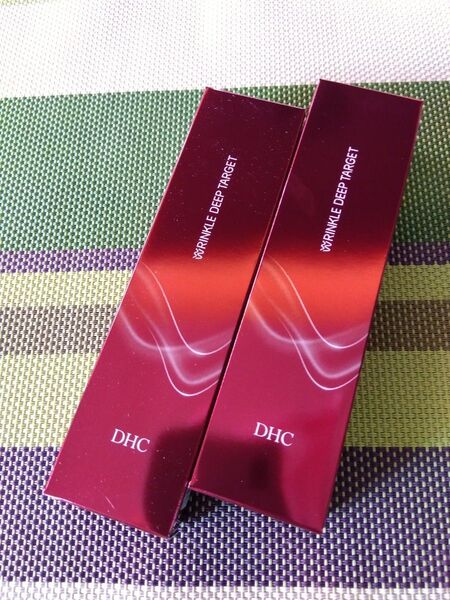 WRINKLE DEEP TARGET
DHC
WRINKLE DEEP TARGET
DHC